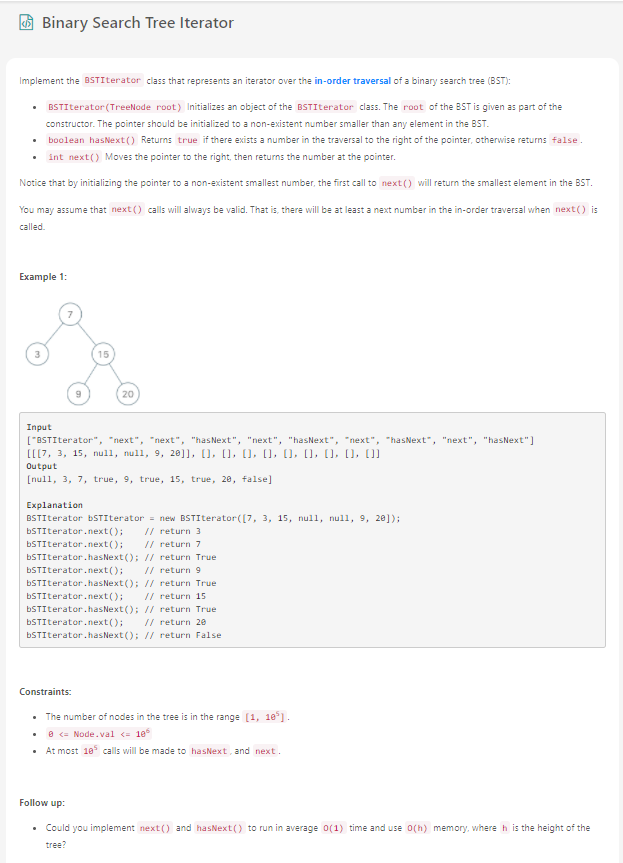 Binary Search Tree Iterator
Implement the BSTIterator class that represents an iterator over the in-order traversal of a binary search tree (BST):
• BSTIterator(TreeNode root) Initializes an object of the BSTIterator class. The root of the BST is given as part of the
constructor. The pointer should be initialized to a non-existent number smaller than any element in the BST.
• boolean hasNext() Returns true if there exists a number in the traversal to the right of the pointer, otherwise returns false.
• int next() Moves the pointer to the right, then returns the number at the pointer.
Notice that by initializing the pointer to a non-existent smallest number, the first call to next() will return the smallest element in the BST.
You may assume that next() calls will always be valid. That is, there will be at least a next number in the in-order traversal when next() is
called.
Example 1:
7
3 15
9 20
Input
["BSTIterator", "next", "next", "hasNext", "next", "hasNext", "next", "hasNext", "next", "hasNext"]
[[[7, 3, 15, null, null, 9, 20]], [], [], [], [], [], [], [], [], []]
Output
[null, 3, 7, true, 9, true, 15, true, 20, false]
Explanation
BSTIterator bSTIterator = new BSTIterator([7, 3, 15, null, null, 9, 20]);
bSTIterator.next();    // return 3
bSTIterator.next();    // return 7
bSTIterator.hasNext(); // return True
bSTIterator.next();    // return 9
bSTIterator.hasNext(); // return True
bSTIterator.next();    // return 15
bSTIterator.hasNext(); // return True
bSTIterator.next();    // return 20
bSTIterator.hasNext(); // return False
Constraints:
• The number of nodes in the tree is in the range [1, 10⁵].
• 0 <= Node.val <= 10⁶
• At most 10⁵ calls will be made to hasNext, and next.
Follow up:
• Could you implement next() and hasNext() to run in average O(1) time and use O(h) memory, where h is the height of the
tree?